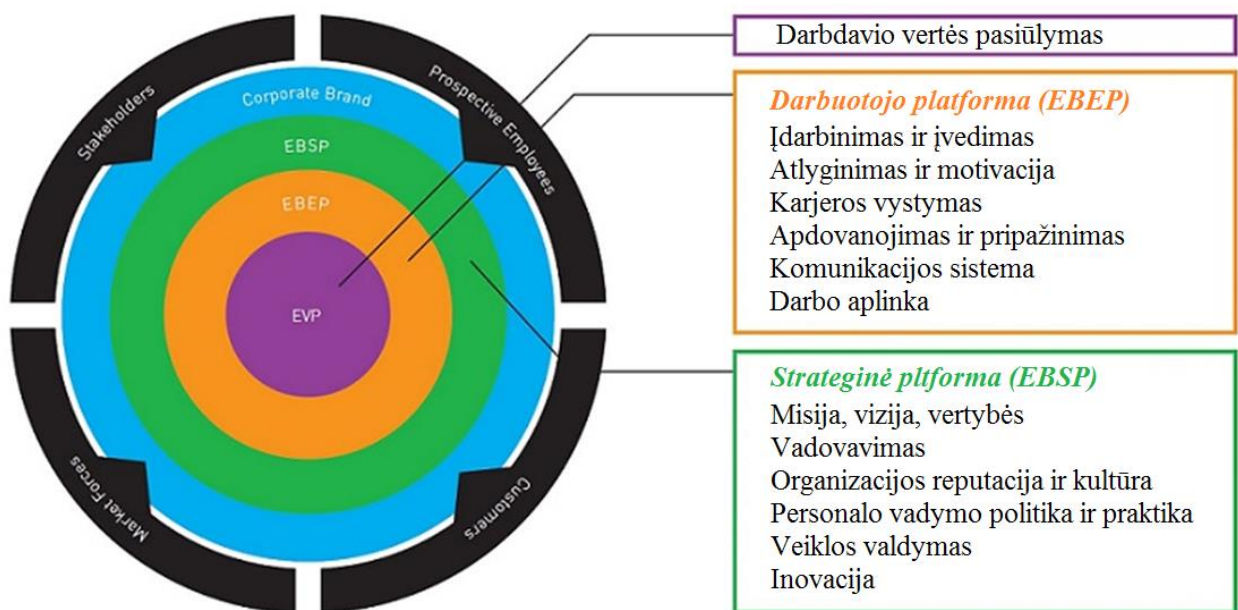 Stakeholders
Corporate Brand
Prospective Employees
EBSP
EBEP
EVP
Market Forces
Customers
Darbdavio vertės pasiūlymas
Darbuotojo platforma (EBEP)
Įdarbinimas ir įvedimas
Atlyginimas ir motivacija
Karjeros vystymas
Apdovanojimas ir pripažinimas
Komunikacijos sistema
Darbo aplinka
Strateginė pltforma (EBSP)
Misija, vizija, vertybės
Vadovavimas
Organizacijos reputacija ir kultūra
Personalo vadymo politika ir praktika
Veiklos valdymas
Inovacija